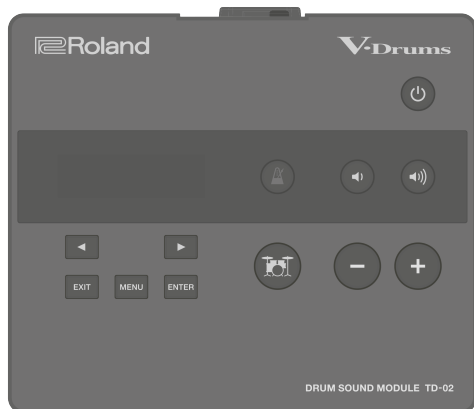 Roland
V-Drums
EXIT
MENU
ENTER
DRUM SOUND MODULE TD-02